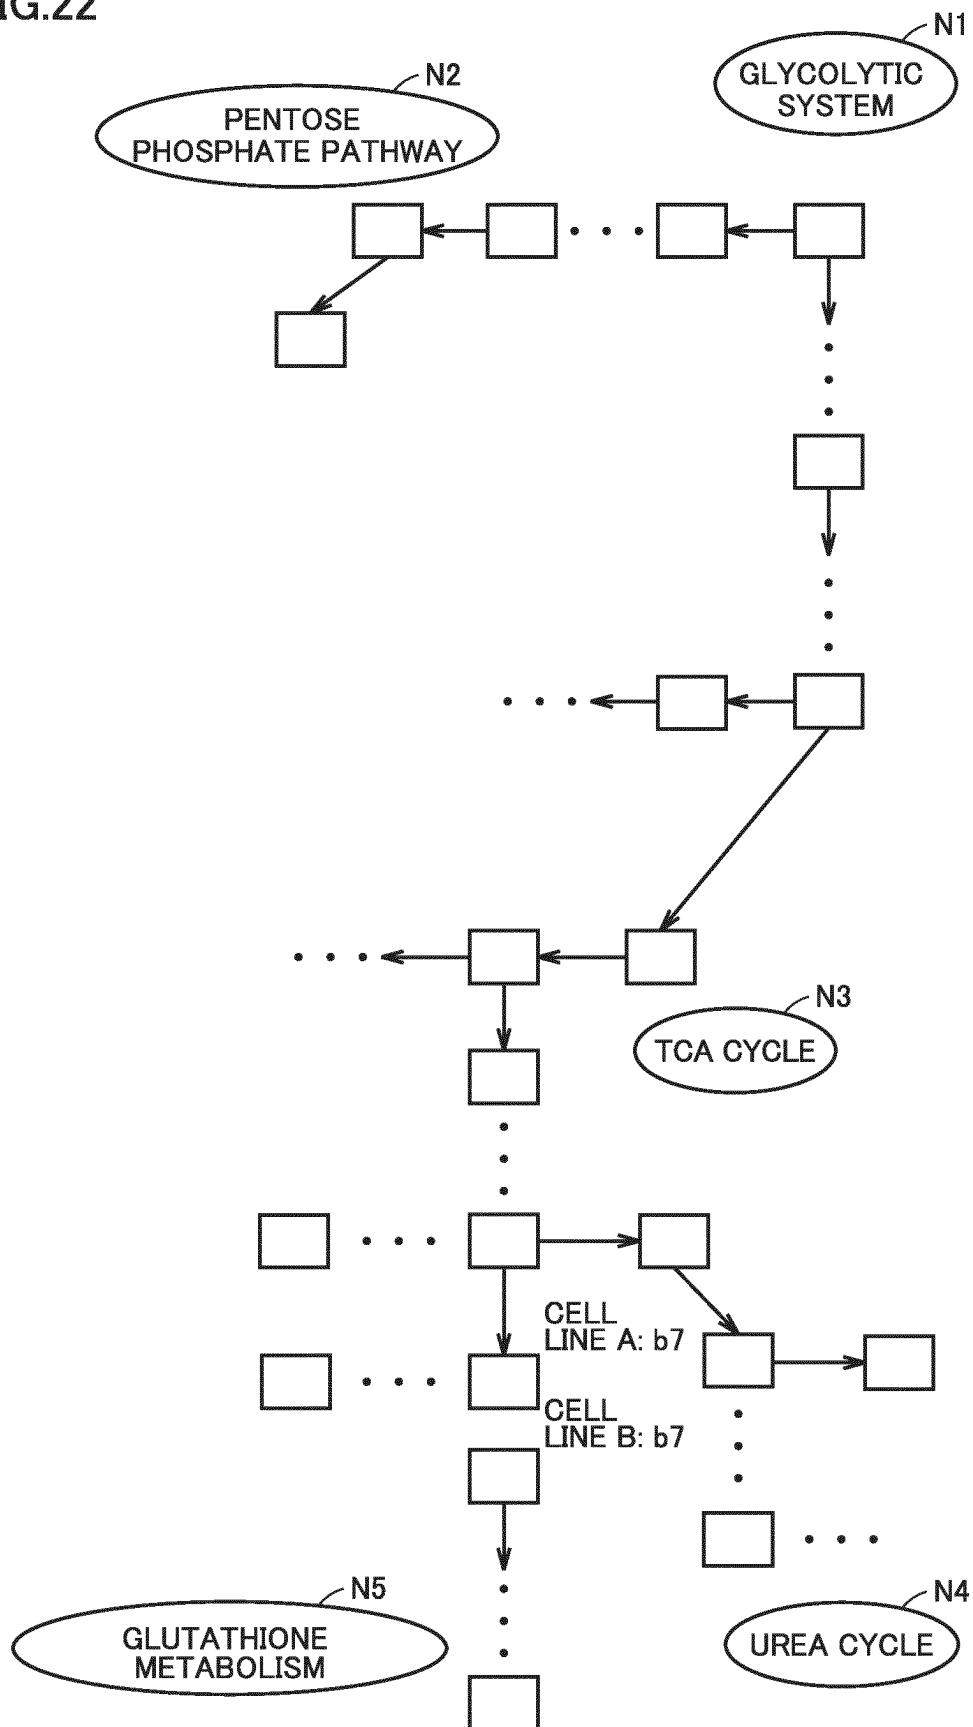 IG.22
N1
GLYCOLYTIC
SYSTEM
N2
PENTOSE
PHOSPHATE PATHWAY
N3
TCA CYCLE
CELL
LINE A: b7
CELL
LINE B: b7
N5
GLUTATHIONE
METABOLISM
N4
UREA CYCLE